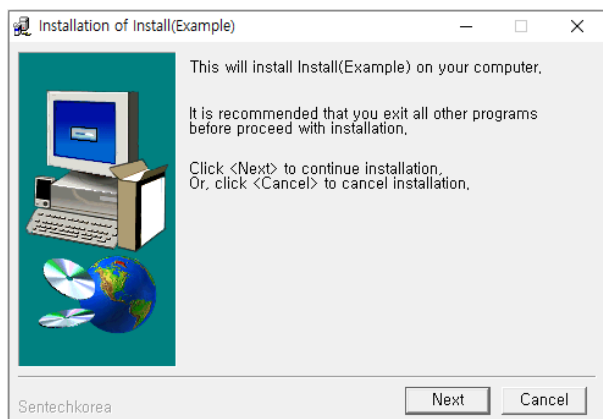 Installation of Install(Example)
This will install Install(Example) on your computer.
It is recommended that you exit all other programs
before proceed with installation.
Click <Next> to continue installation.
Or, click <Cancel> to cancel installation.
Sentechkorea
Next
Cancel